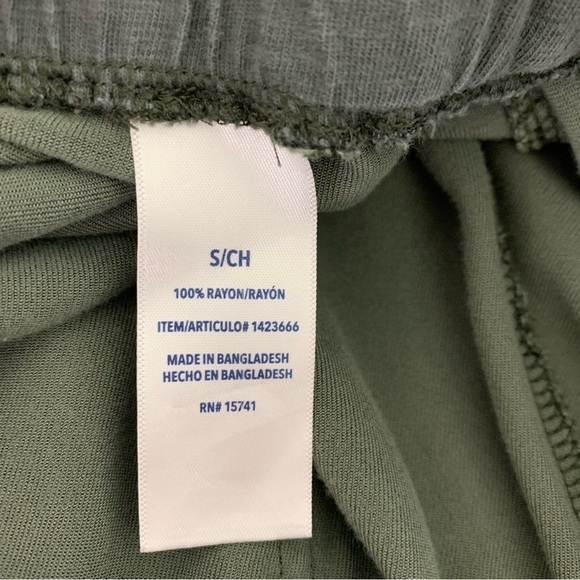 S/CH
100% RAYON/RAYÓN
ITEM/ARTICULO# 1423666
MADE IN BANGLADESH
HECHO EN BANGLADESH
RN# 15741